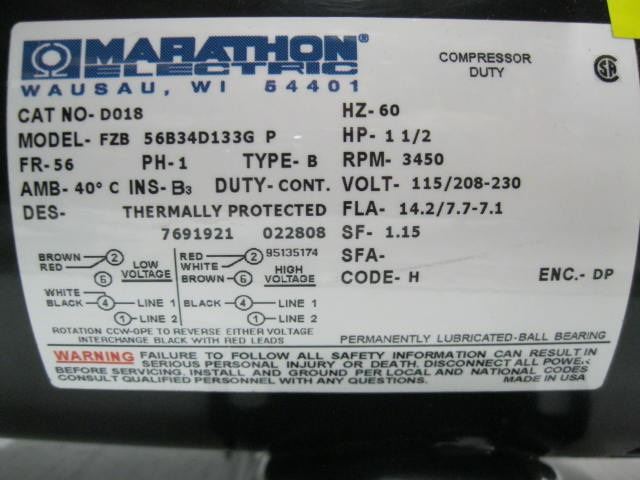 MARATHON®
ELECTRIC
WAUSAU, WI 54401
COMPRESSOR
DUTY
CAT NO- D018
HZ- 60
MODEL- FZB 56B34D133G P
HP- 1 1/2
FR- 56 PH- 1 TYPE- B RPM- 3450
AMB- 40° C INS- B3 DUTY- CONT. VOLT- 115/208-230
DES- THERMALLY PROTECTED FLA- 14.2/7.7-7.1
7691921 022808 SF- 1.15
95135174
SFA-
CODE- H ENC.- DP
BROWN 2
RED
5
LOW
VOLTAGE
WHITE
BLACK 4 LINE 1
1 LINE 2
RED 2
WHITE
BROWN 5
HIGH
VOLTAGE
BLACK 4 LINE 1
1 LINE 2
ROTATION CCW-OPE TO REVERSE EITHER VOLTAGE
INTERCHANGE BLACK WITH RED LEADS
PERMANENTLY LUBRICATED-BALL BEARING
WARNING FAILURE TO FOLLOW ALL SAFETY INFORMATION CAN RESULT IN
SERIOUS PERSONAL INJURY OR DEATH. DISCONNECT ALL POWER
BEFORE SERVICING, INSTALL AND GROUND PER LOCAL AND NATIONAL CODES
CONSULT QUALIFIED PERSONNEL WITH ANY QUESTIONS. MADE IN USA